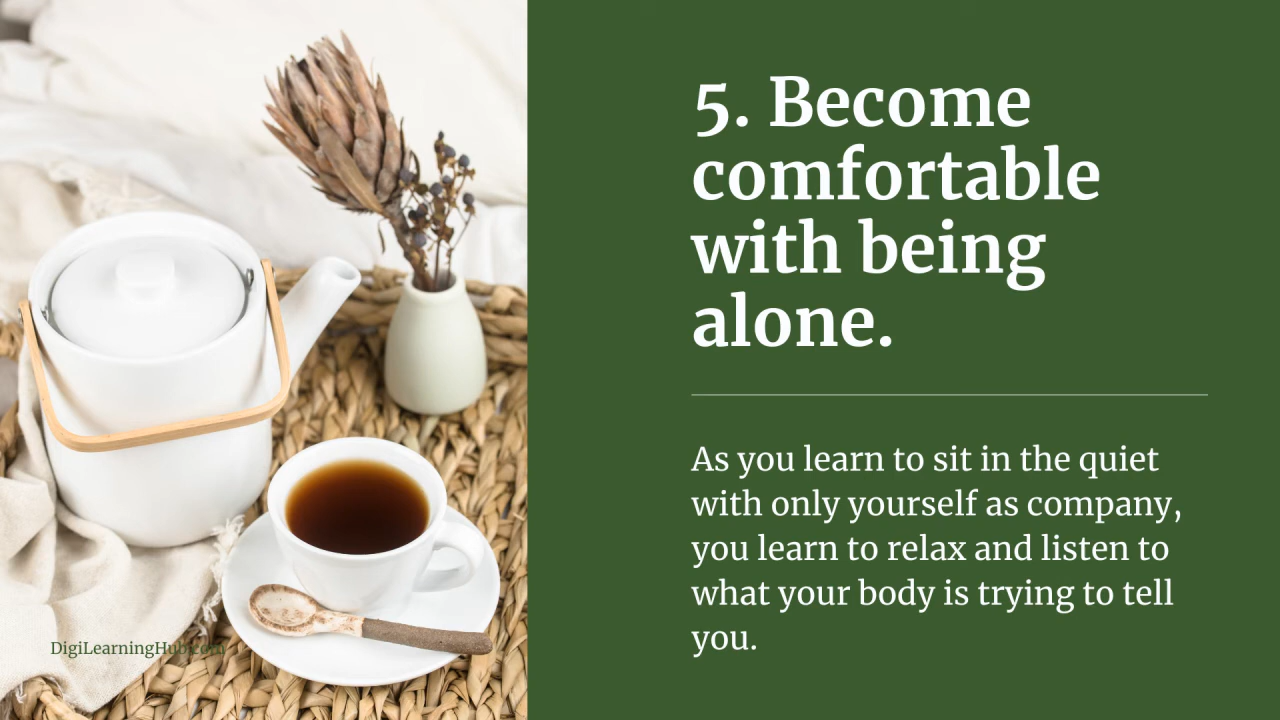 5. Become
comfortable
with being
alone.
As you learn to sit in the quiet
with only yourself as company,
you learn to relax and listen to
what your body is trying to tell
you.
DigiLearningHub.com